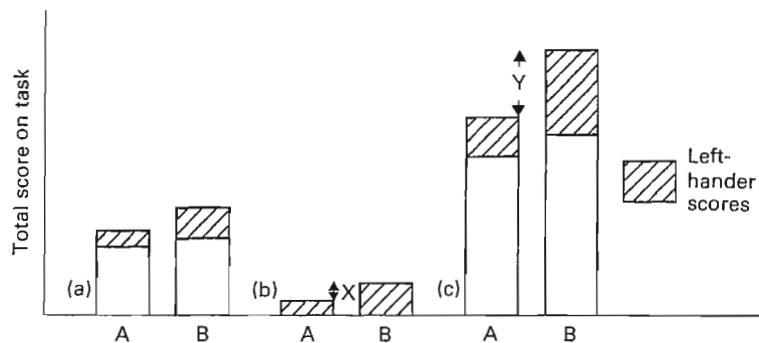 Total score on task
Y
Left-
hander
scores
(a)
(b)
X
(c)
A
B
A
B
A
B